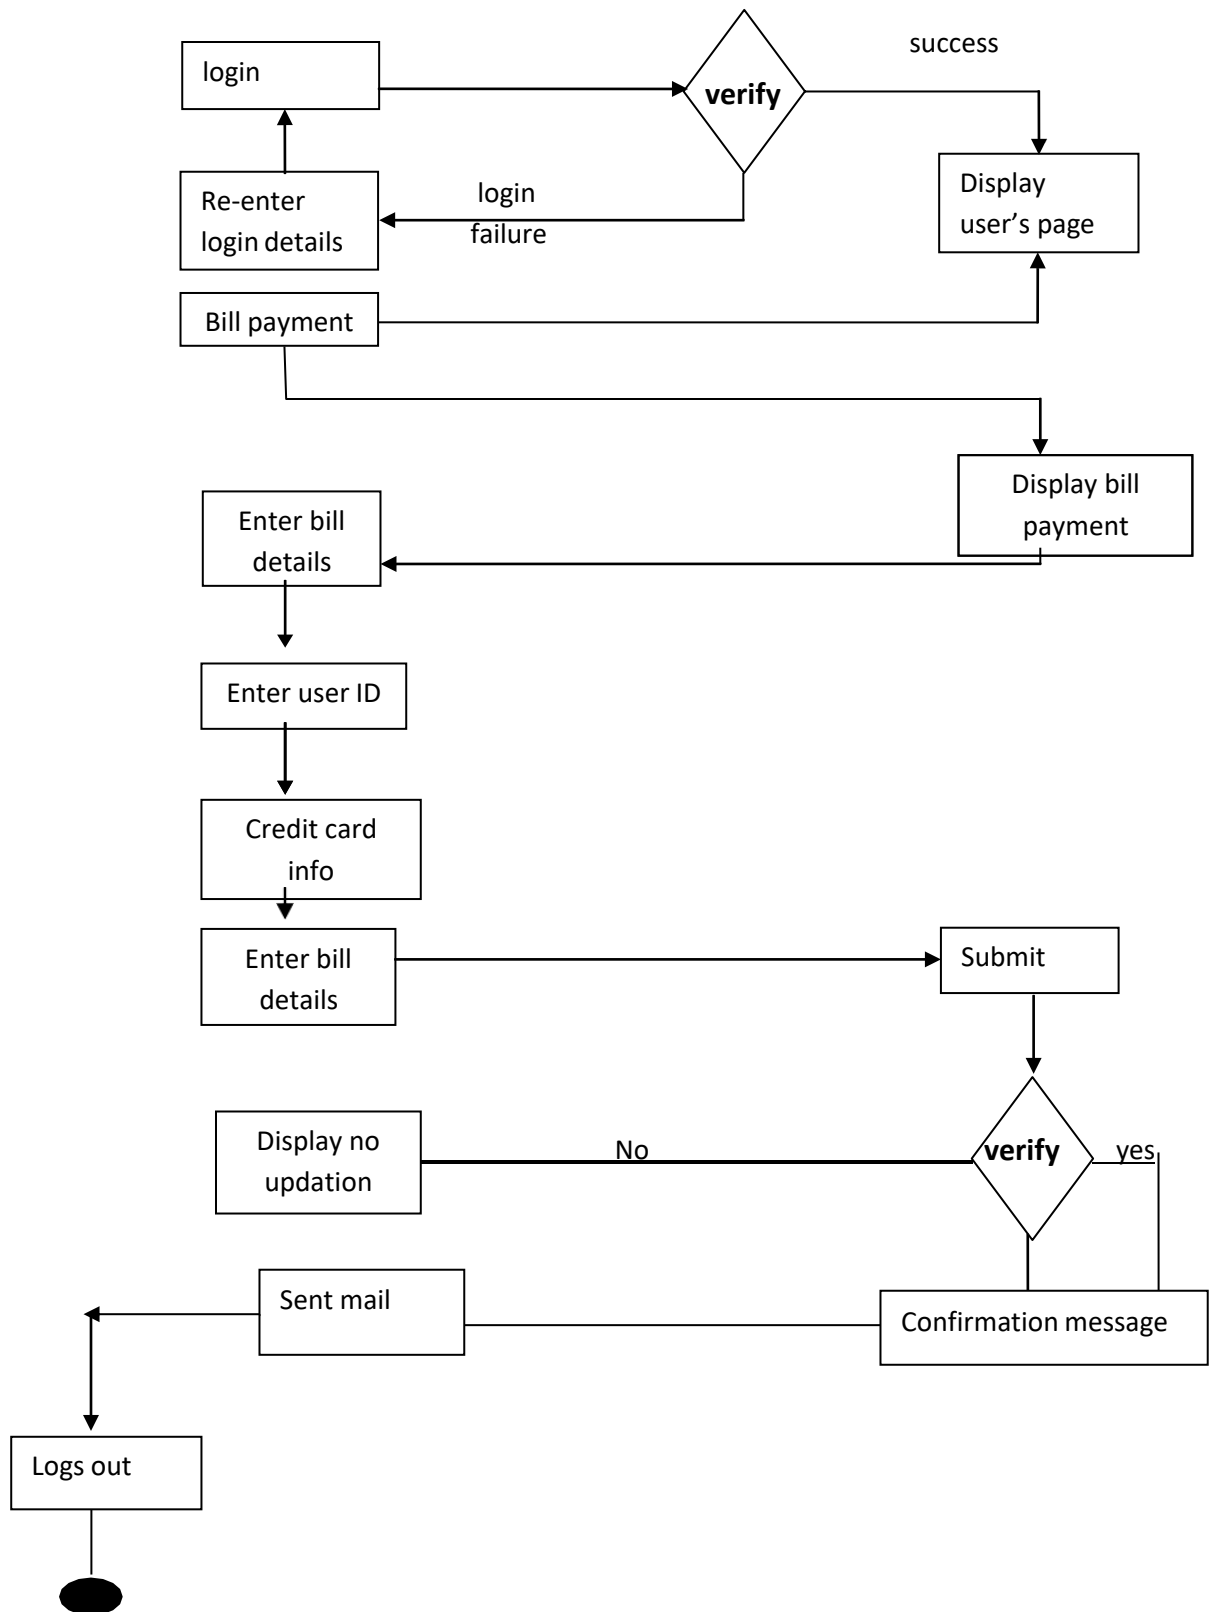 success
login
verify
Display
user's page
Re-enter
login details
login
failure
Bill payment
Display bill
payment
Enter bill
details
Enter user ID
Credit card
info
Enter bill
details
Submit
Display no
updation
No
verify
yes
Sent mail
Confirmation message
Logs out